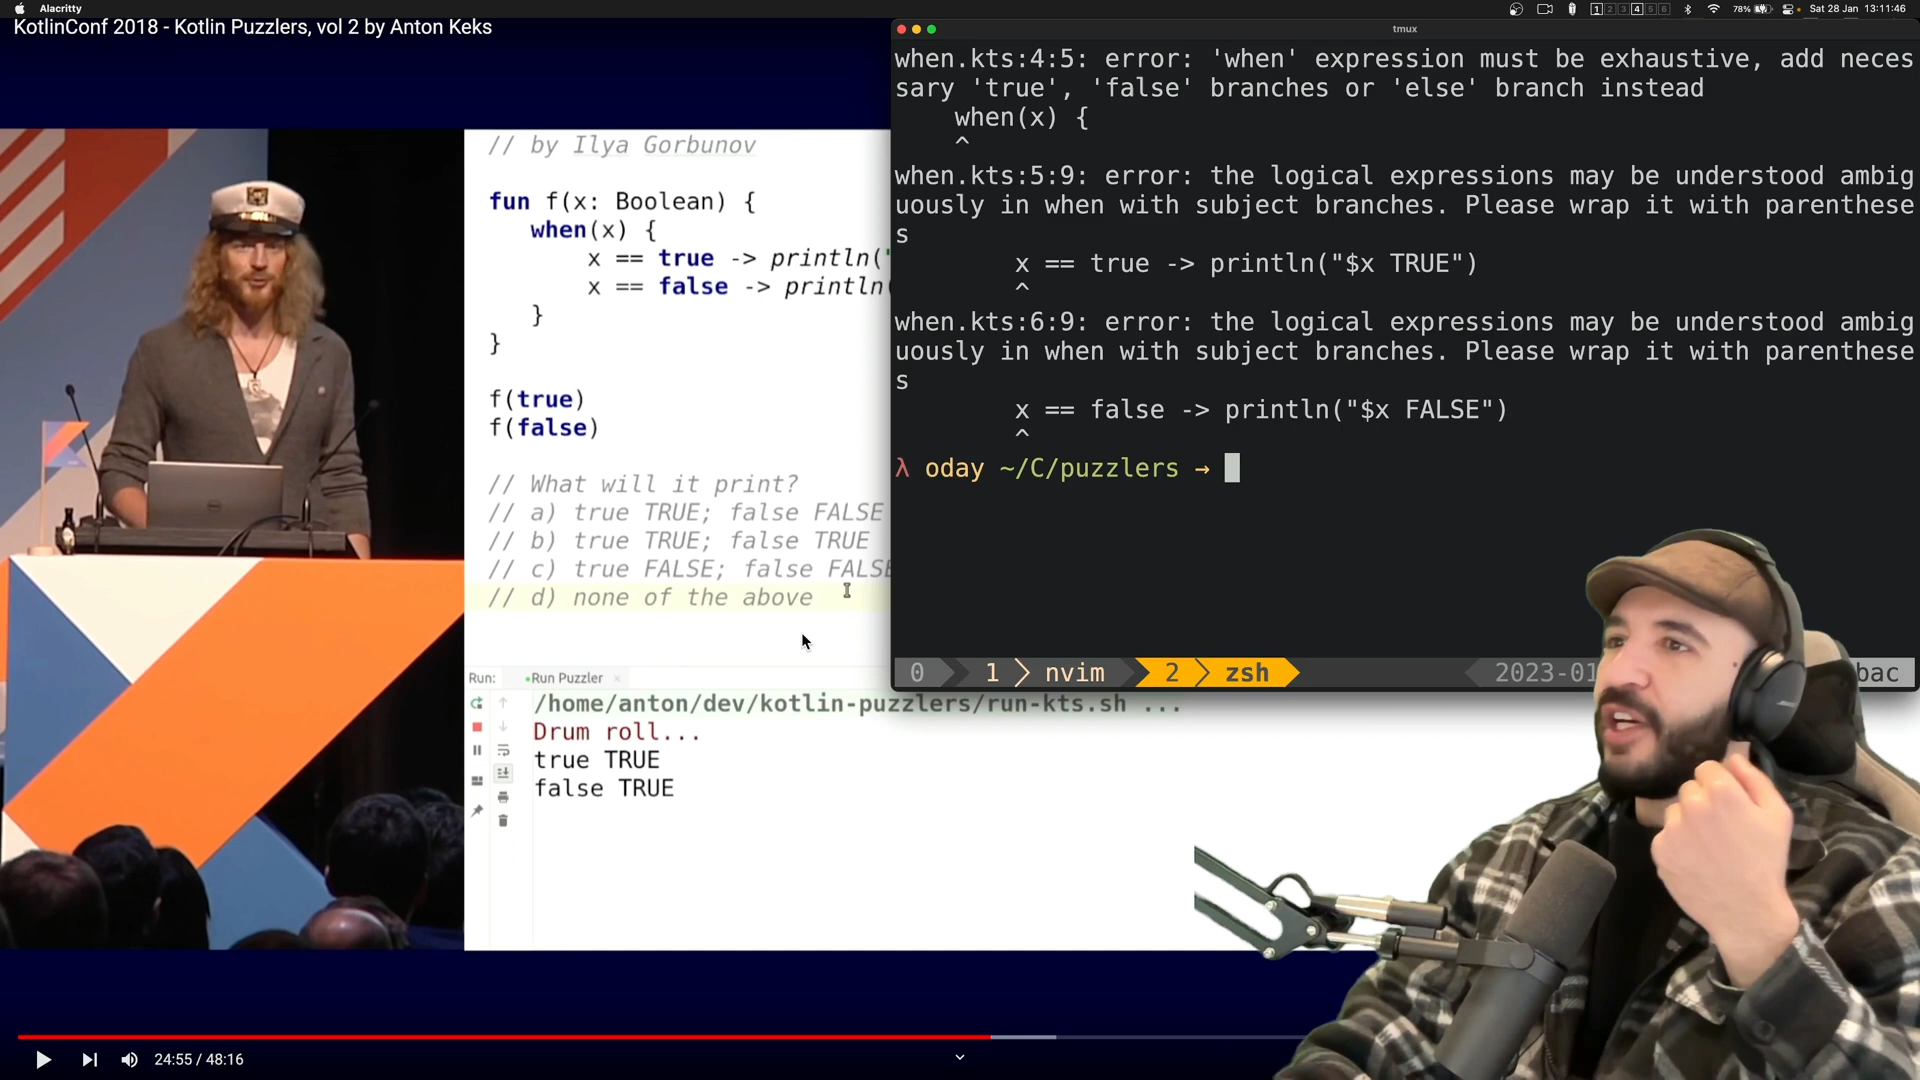 Alacritty
1 2 3 4 5 6
78%
Sat 28 Jan 13:11:46
KotlinConf 2018 - Kotlin Puzzlers, vol 2 by Anton Keks
// by Ilya Gorbunov
fun f(x: Boolean) {
when(x) {
x == true -> println("
x == false -> println(
}
}
f(true)
f(false)
// What will it print?
// a) true TRUE; false FALSE
// b) true TRUE; false TRUE
// c) true FALSE; false FALSE
// d) none of the above
Run: Run Puzzler
/home/anton/dev/kotlin-puzzlers/run-kts.sh ...
Drum roll...
true TRUE
false TRUE
tmux
when.kts:4:5: error: 'when' expression must be exhaustive, add neces
sary 'true', 'false' branches or 'else' branch instead
when(x) {
^
when.kts:5:9: error: the logical expressions may be understood ambig
uously in when with subject branches. Please wrap it with parenthese
s
x == true -> println("$x TRUE")
^
when.kts:6:9: error: the logical expressions may be understood ambig
uously in when with subject branches. Please wrap it with parenthese
s
x == false -> println("$x FALSE")
^
λ oday ~/C/puzzlers →
0 1 nvim 2 zsh 2023-01 bac
24:55 / 48:16